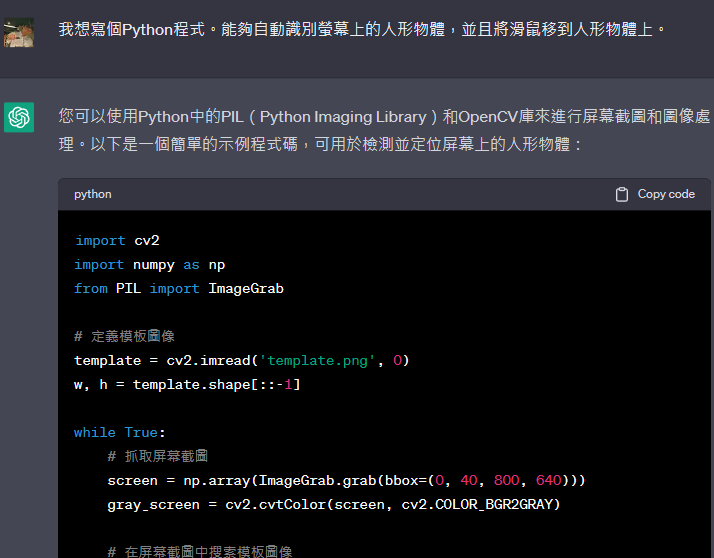 我想寫個Python程式。能夠自動識別螢幕上的人形物體，並且將滑鼠移到人形物體上。
您可以使用Python中的PIL（Python Imaging Library）和OpenCV庫來進行屏幕截圖和圖像處
理。以下是一個簡單的示例程式碼，可用於檢測並定位屏幕上的人形物體：
python Copy code
import cv2
import numpy as np
from PIL import ImageGrab
# 定義模板圖像
template = cv2.imread('template.png', 0)
w, h = template.shape[::-1]
while True:
# 抓取屏幕截圖
screen = np.array(ImageGrab.grab(bbox=(0, 40, 800, 640)))
gray_screen = cv2.cvtColor(screen, cv2.COLOR_BGR2GRAY)
# 在屏幕截圖中搜索模板圖像